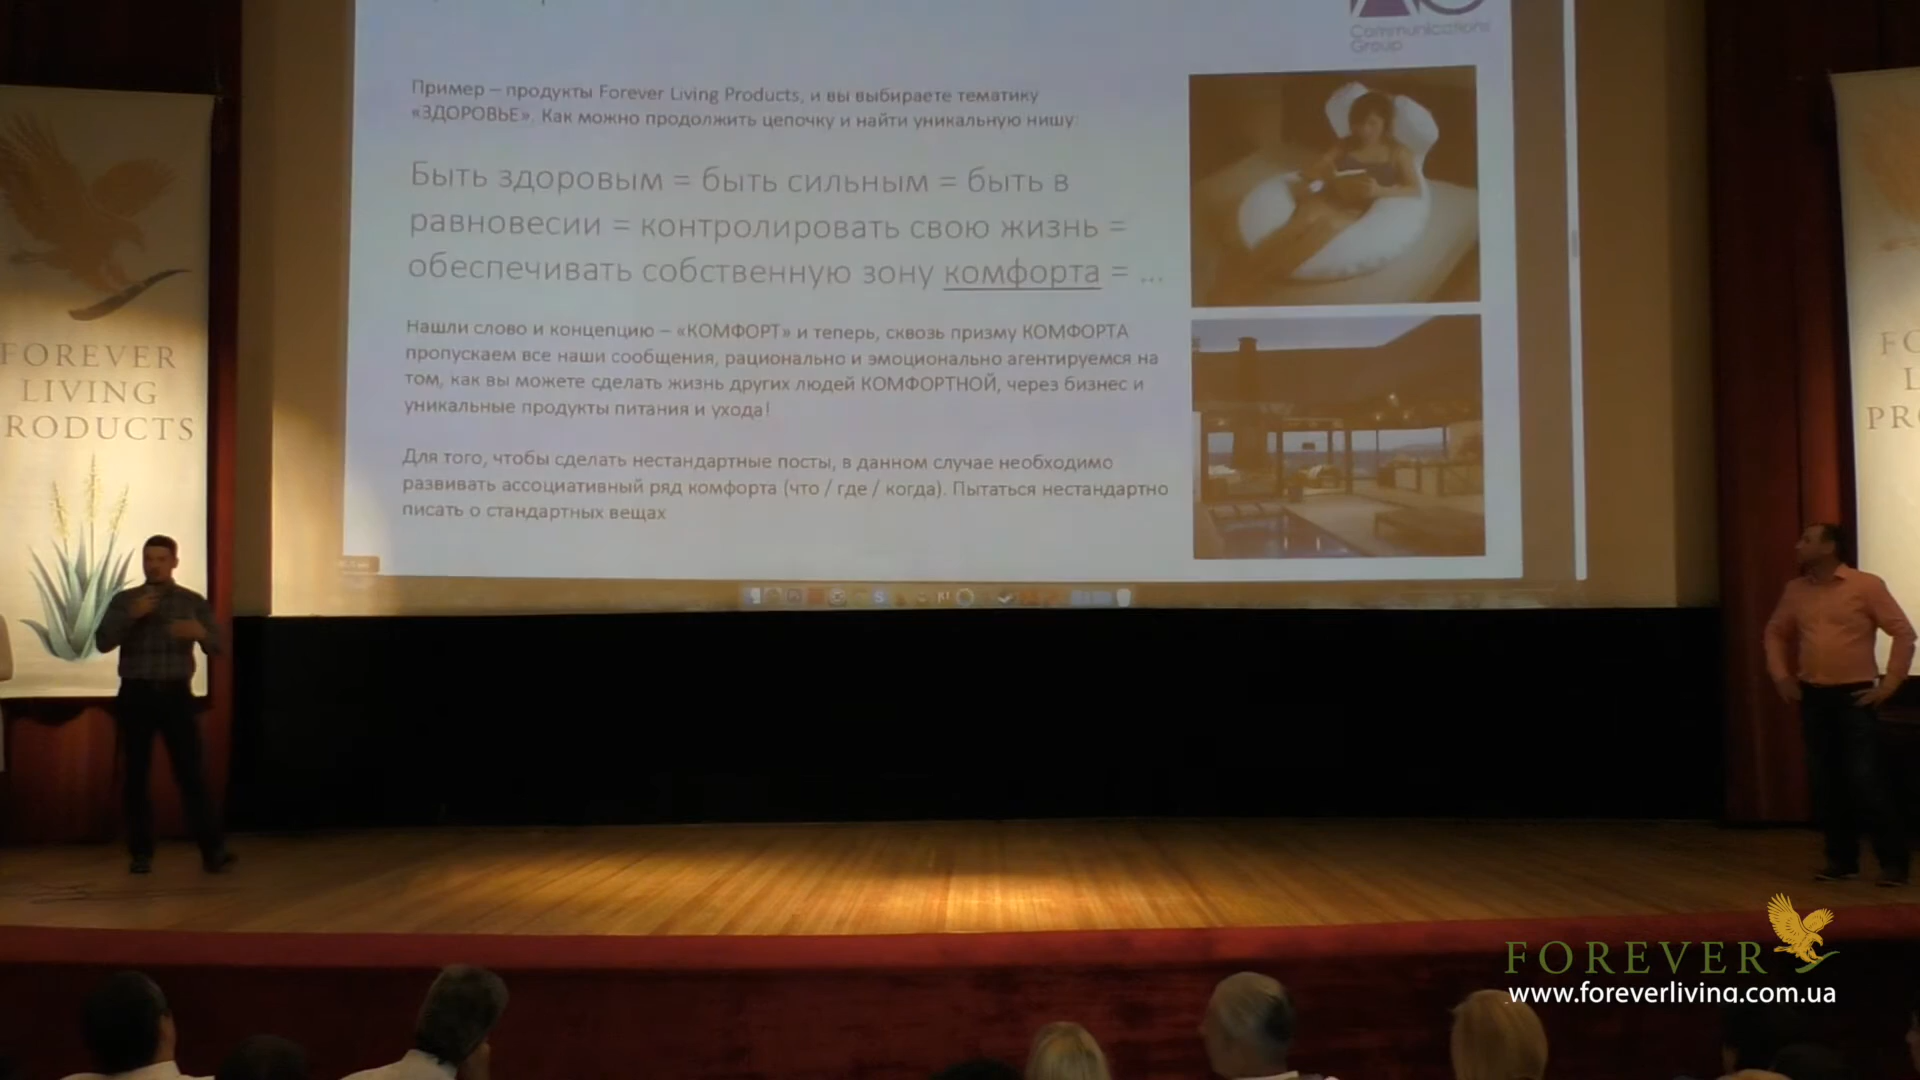 Communications
Group
Пример – продукты Forever Living Products, и вы выбираете тематику
«ЗДОРОВЬЕ». Как можно продолжить цепочку и найти уникальную нишу:
Быть здоровым = быть сильным = быть в
равновесии = контролировать свою жизнь =
обеспечивать собственную зону комфорта = ...
Нашли слово и концепцию – «КОМФОРТ» и теперь, сквозь призму КОМФОРТА
пропускаем все наши сообщения, рационально и эмоционально агентируемся на
том, как вы можете сделать жизнь других людей КОМФОРТНОЙ, через бизнес и
уникальные продукты питания и ухода!
Для того, чтобы сделать нестандартные посты, в данном случае необходимо
развивать ассоциативный ряд комфорта (что / где / когда). Пытаться нестандартно
писать о стандартных вещах
FOREVER
LIVING
RODUCTS
FOREVER
www.foreverliving.com.ua